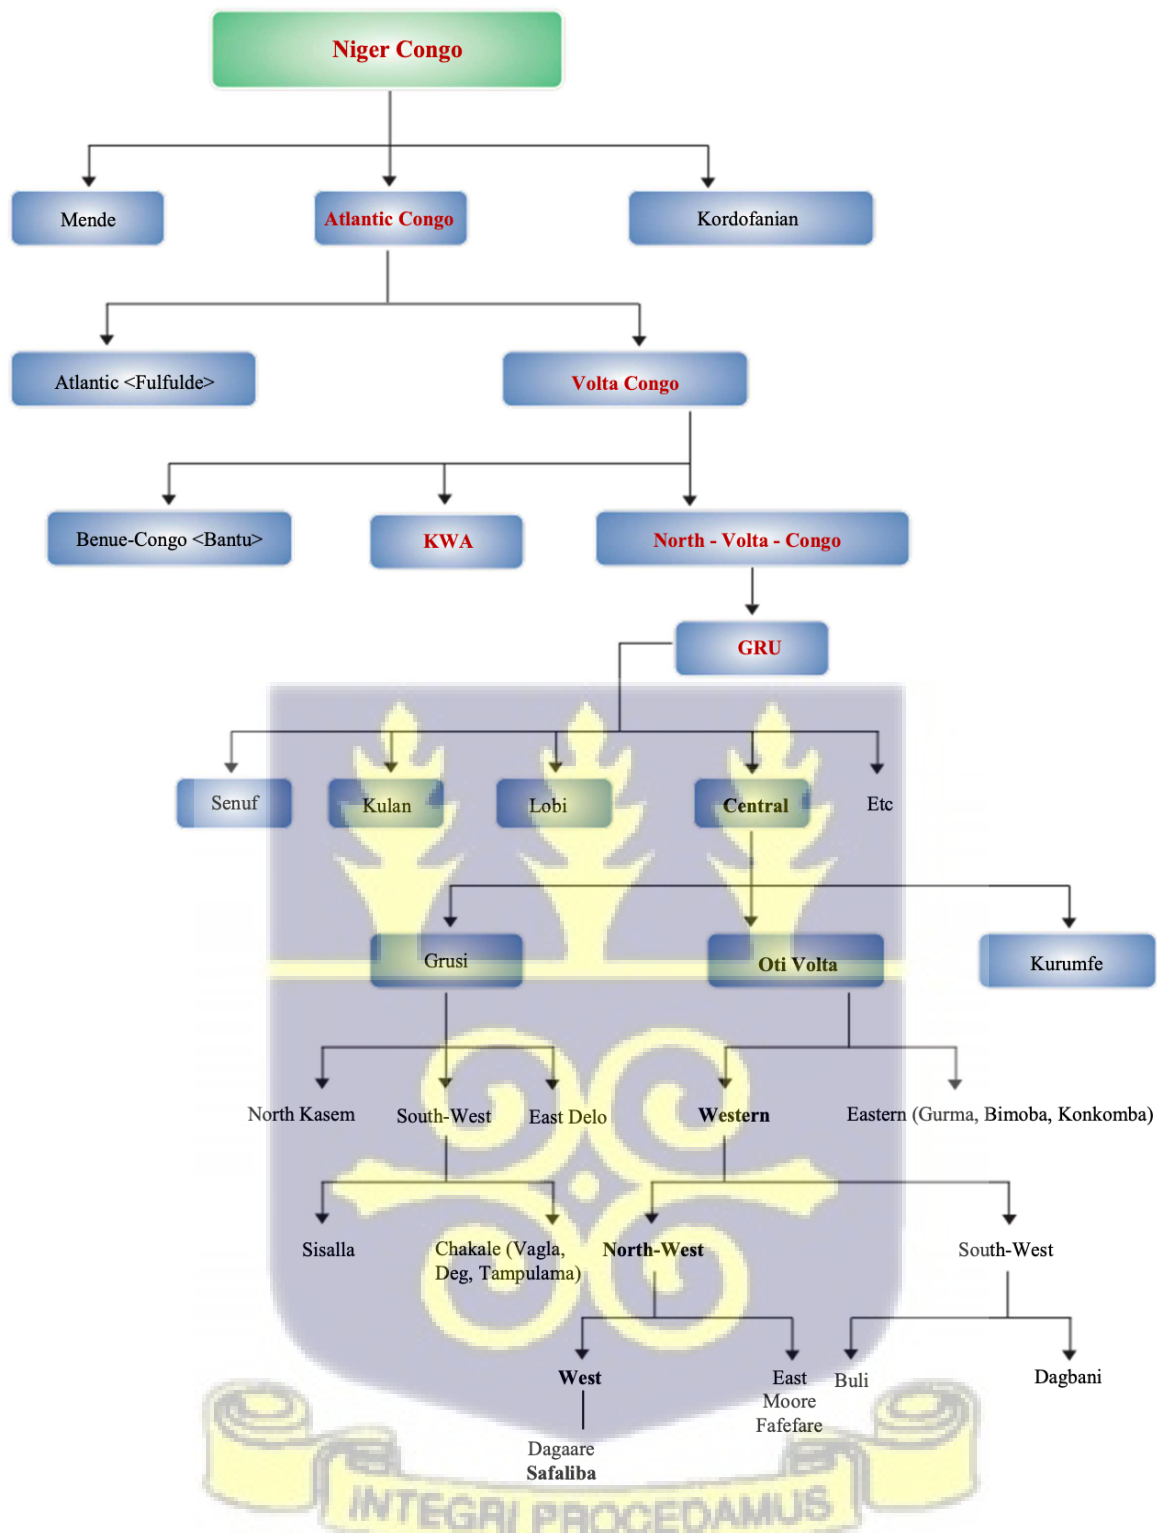 Niger Congo
Mende
Atlantic Congo
Kordofanian
Atlantic <Fulfulde>
Volta Congo
Benue-Congo <Bantu>
KWA
North - Volta - Congo
GRU
Senuf
Kulan
Lobi
Central
Etc
Grusi
Oti Volta
Kurumfe
North Kasem
South-West
East Delo
Western
Eastern (Gurma, Bimoba, Konkomba)
Sisalla
Chakale (Vagla,
Deg, Tampulama)
North-West
South-West
West
East
Moore
Fafefare
Buli
Dagbani
Dagaare
Safaliba
INTEGRI PROCEDAMUS